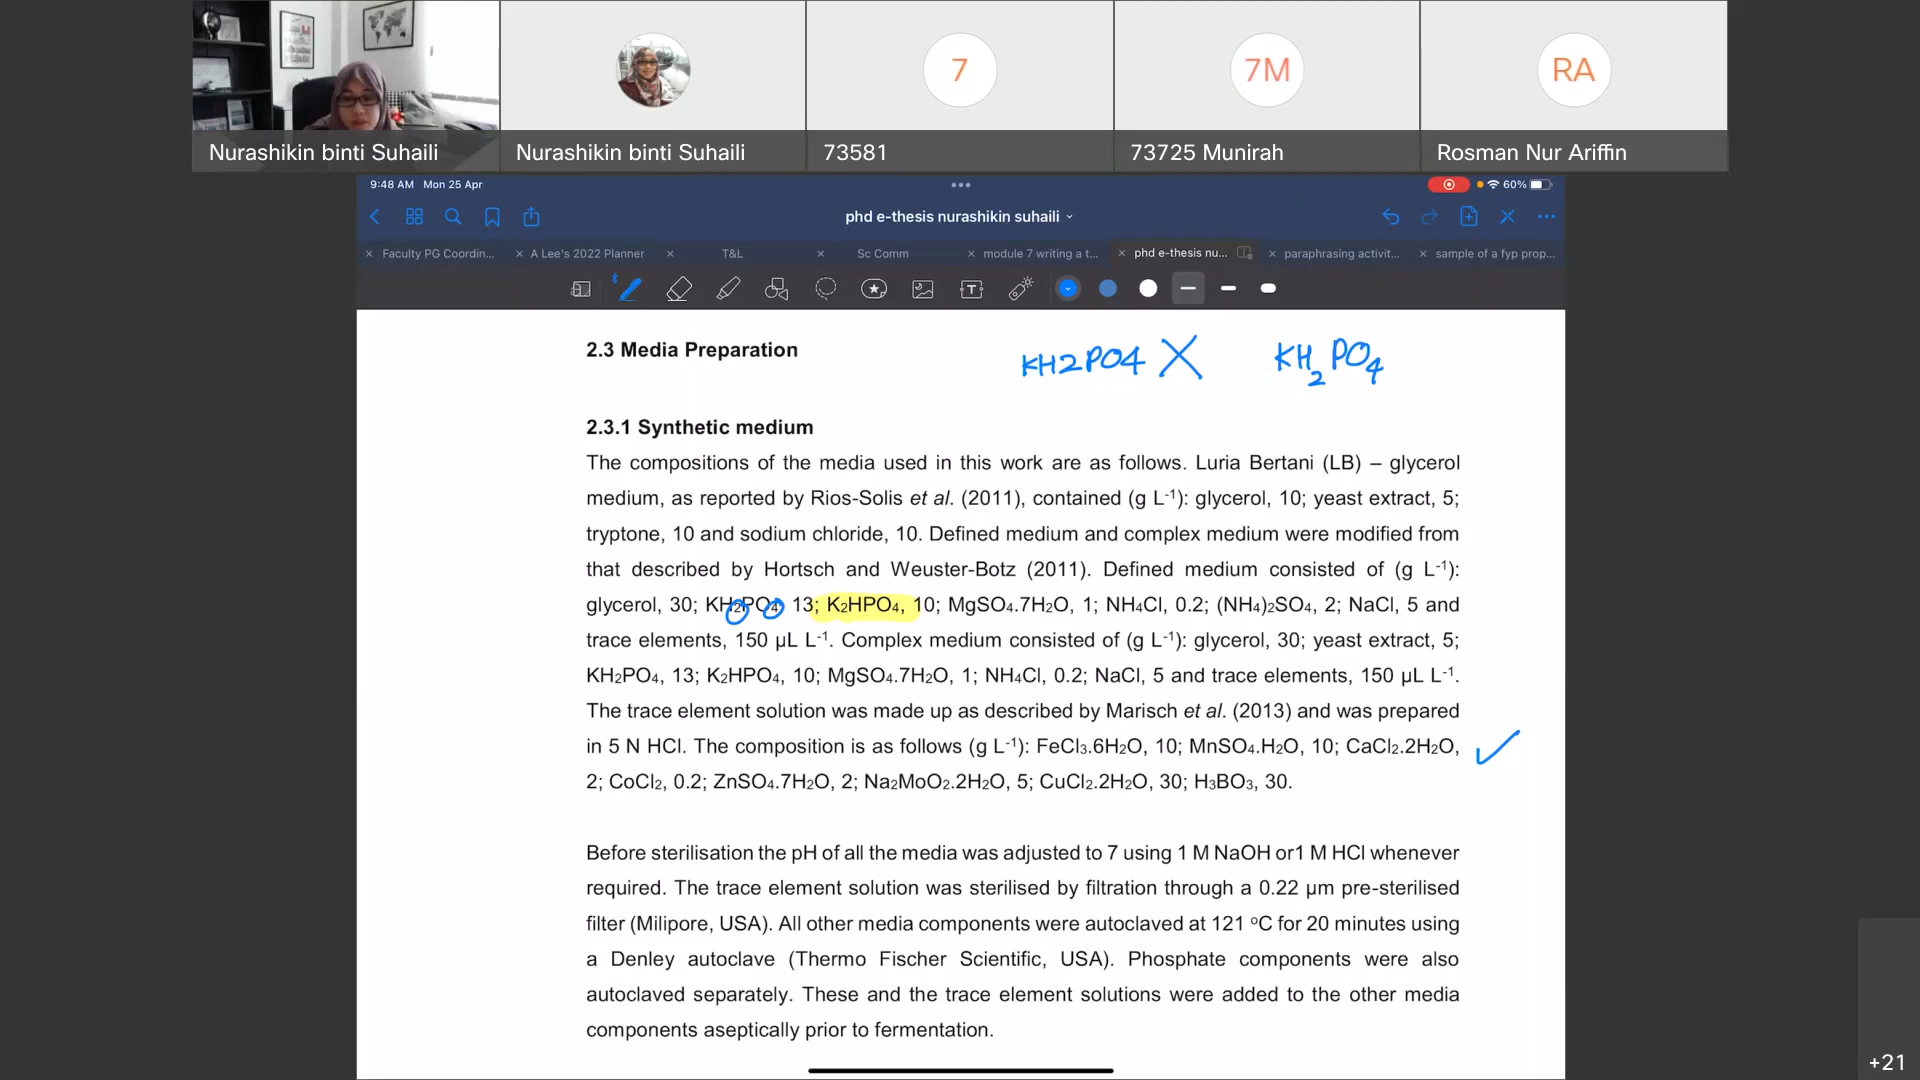 7
7M
RA
Nurashikin binti Suhaili
Nurashikin binti Suhaili
73581
73725 Munirah
Rosman Nur Ariffin
9:48 AM Mon 25 Apr
60%
phd e-thesis nurashikin suhaili
Faculty PG Coordin...
A Lee's 2022 Planner
T&L
Sc Comm
module 7 writing a t...
phd e-thesis nu...
paraphrasing activit...
sample of a fyp prop...
2.3 Media Preparation
KH2PO4 X KH₂PO₄
2.3.1 Synthetic medium
The compositions of the media used in this work are as follows. Luria Bertani (LB) – glycerol
medium, as reported by Rios-Solis et al. (2011), contained (g L⁻¹): glycerol, 10; yeast extract, 5;
tryptone, 10 and sodium chloride, 10. Defined medium and complex medium were modified from
that described by Hortsch and Weuster-Botz (2011). Defined medium consisted of (g L⁻¹):
glycerol, 30; KH₂PO₄, 13; K₂HPO₄, 10; MgSO₄.7H₂O, 1; NH₄Cl, 0.2; (NH₄)₂SO₄, 2; NaCl, 5 and
trace elements, 150 µL L⁻¹. Complex medium consisted of (g L⁻¹): glycerol, 30; yeast extract, 5;
KH₂PO₄, 13; K₂HPO₄, 10; MgSO₄.7H₂O, 1; NH₄Cl, 0.2; NaCl, 5 and trace elements, 150 µL L⁻¹.
The trace element solution was made up as described by Marisch et al. (2013) and was prepared
in 5 N HCl. The composition is as follows (g L⁻¹): FeCl₃.6H₂O, 10; MnSO₄.H₂O, 10; CaCl₂.2H₂O,
2; CoCl₂, 0.2; ZnSO₄.7H₂O, 2; Na₂MoO₂.2H₂O, 5; CuCl₂.2H₂O, 30; H₃BO₃, 30.
Before sterilisation the pH of all the media was adjusted to 7 using 1 M NaOH or1 M HCl whenever
required. The trace element solution was sterilised by filtration through a 0.22 µm pre-sterilised
filter (Milipore, USA). All other media components were autoclaved at 121 ᵒC for 20 minutes using
a Denley autoclave (Thermo Fischer Scientific, USA). Phosphate components were also
autoclaved separately. These and the trace element solutions were added to the other media
components aseptically prior to fermentation.
+21